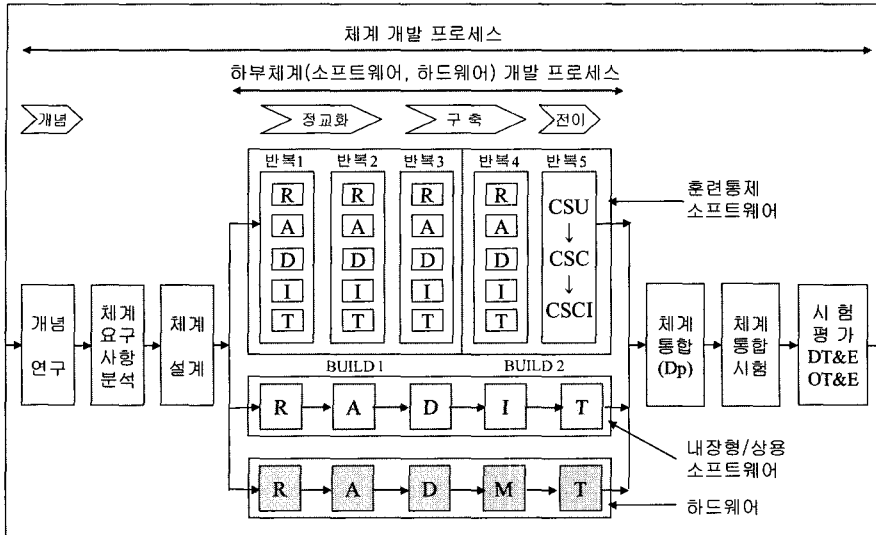 체계 개발 프로세스
하부체계(소프트웨어, 하드웨어) 개발 프로세스
개념
정교화
구 축
전이
반복1
반복2
반복3
반복4
반복5
R
A
D
I
T
R
A
D
I
T
R
A
D
I
T
R
A
D
I
T
CSU
↓
CSC
↓
CSCI
훈련통제
소프트웨어
개념
연구
체계
요구
사항
분석
체계
설계
BUILD 1
BUILD 2
R
A
D
I
T
내장형/상용
소프트웨어
R
A
D
M
T
하드웨어
체계
통합
(Dp)
체계
통합
시험
시 험
평 가
DT&E
OT&E